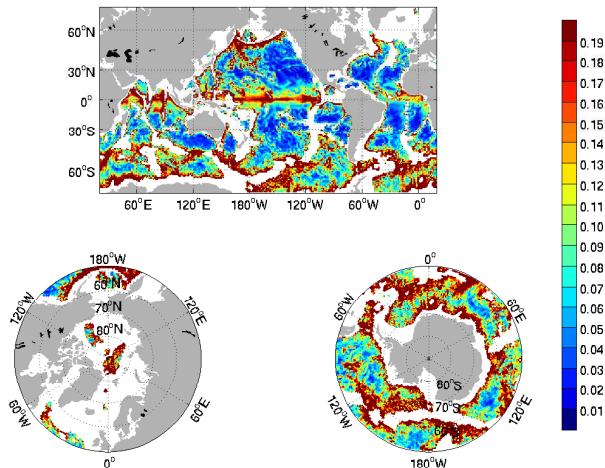 60°N
30°N
0°
30°S
60°S
60°E
120°E
180°W
120°W
60°W
0°
0.19
0.18
0.17
0.16
0.15
0.14
0.13
0.12
0.11
0.10
0.09
0.08
0.07
0.06
0.05
0.04
0.03
0.02
0.01
180°W
120°W
60°N
70°N
80°N
120°E
60°W
60°E
0°
0°
60°W
60°E
120°W
80°S
70°S
60°S
120°E
180°W